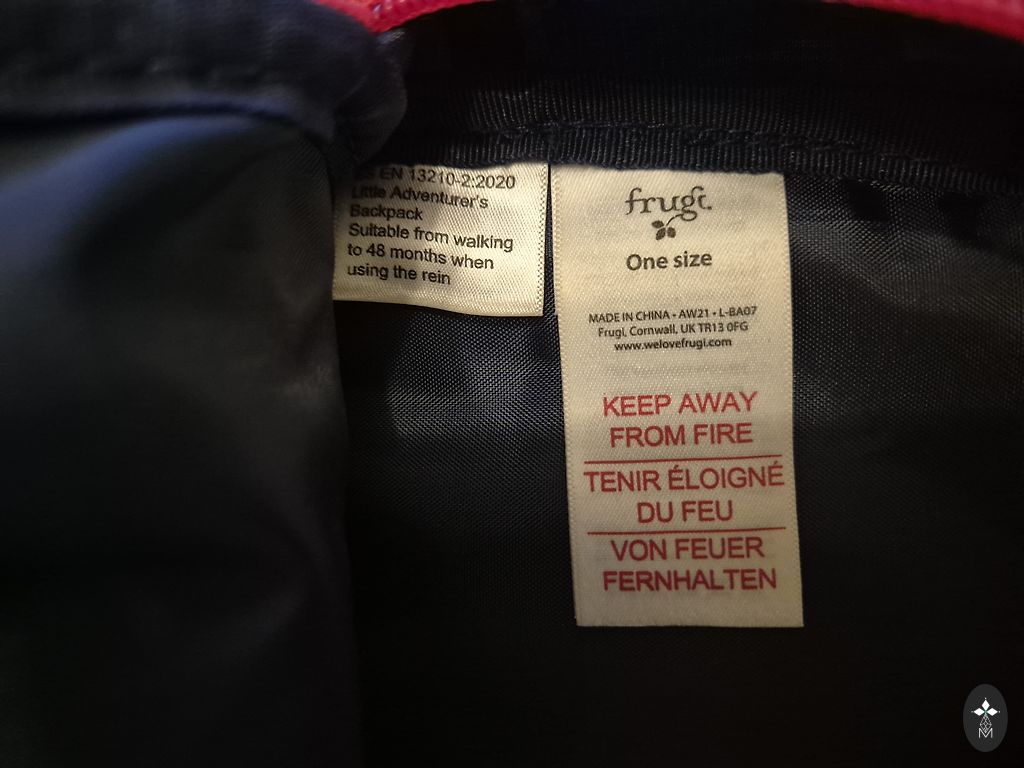 BS EN 13210-2:2020
Little Adventurer's
Backpack
Suitable from walking
to 48 months when
using the rein
frugi.
One size
MADE IN CHINA • AW21 • L-BA07
Frugi, Cornwall, UK TR13 0FG
www.welovefrugi.com
KEEP AWAY
FROM FIRE
TENIR ÉLOIGNÉ
DU FEU
VON FEUER
FERNHALTEN
M